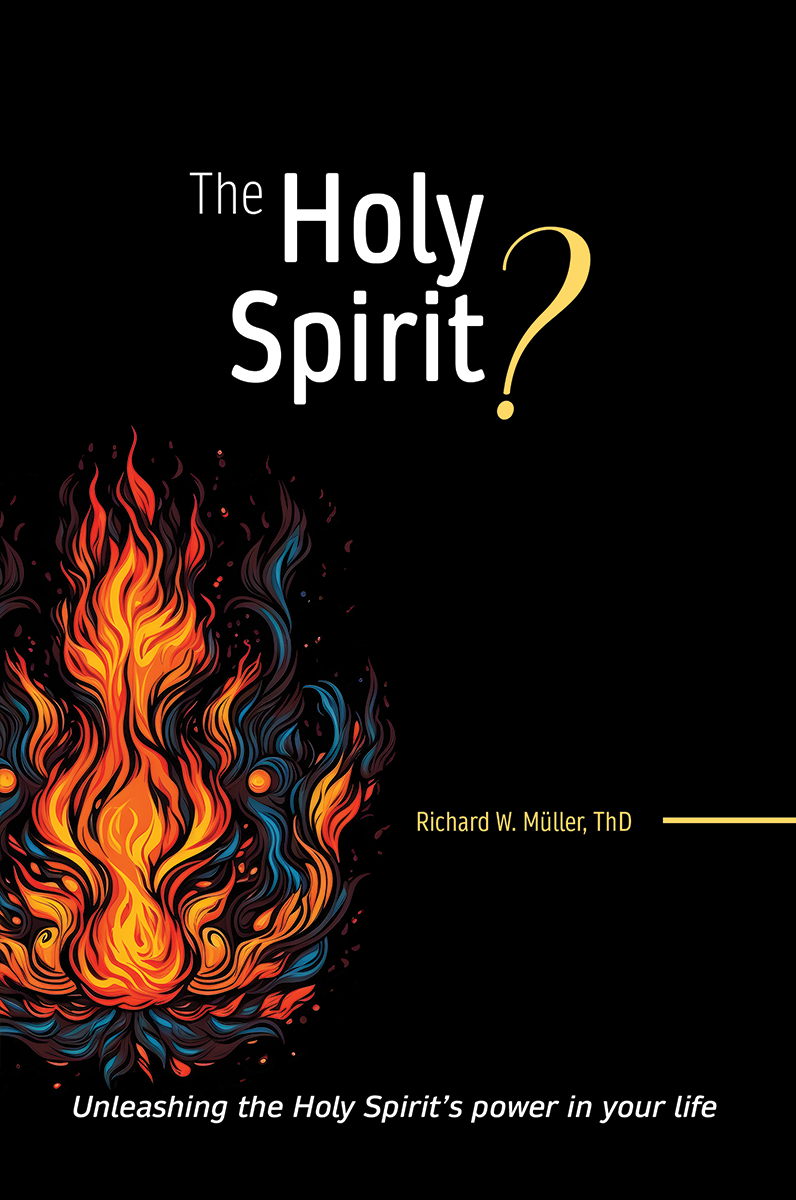 The Holy
Spirit?
Richard W. Müller, ThD
Unleashing the Holy Spirit's power in your life